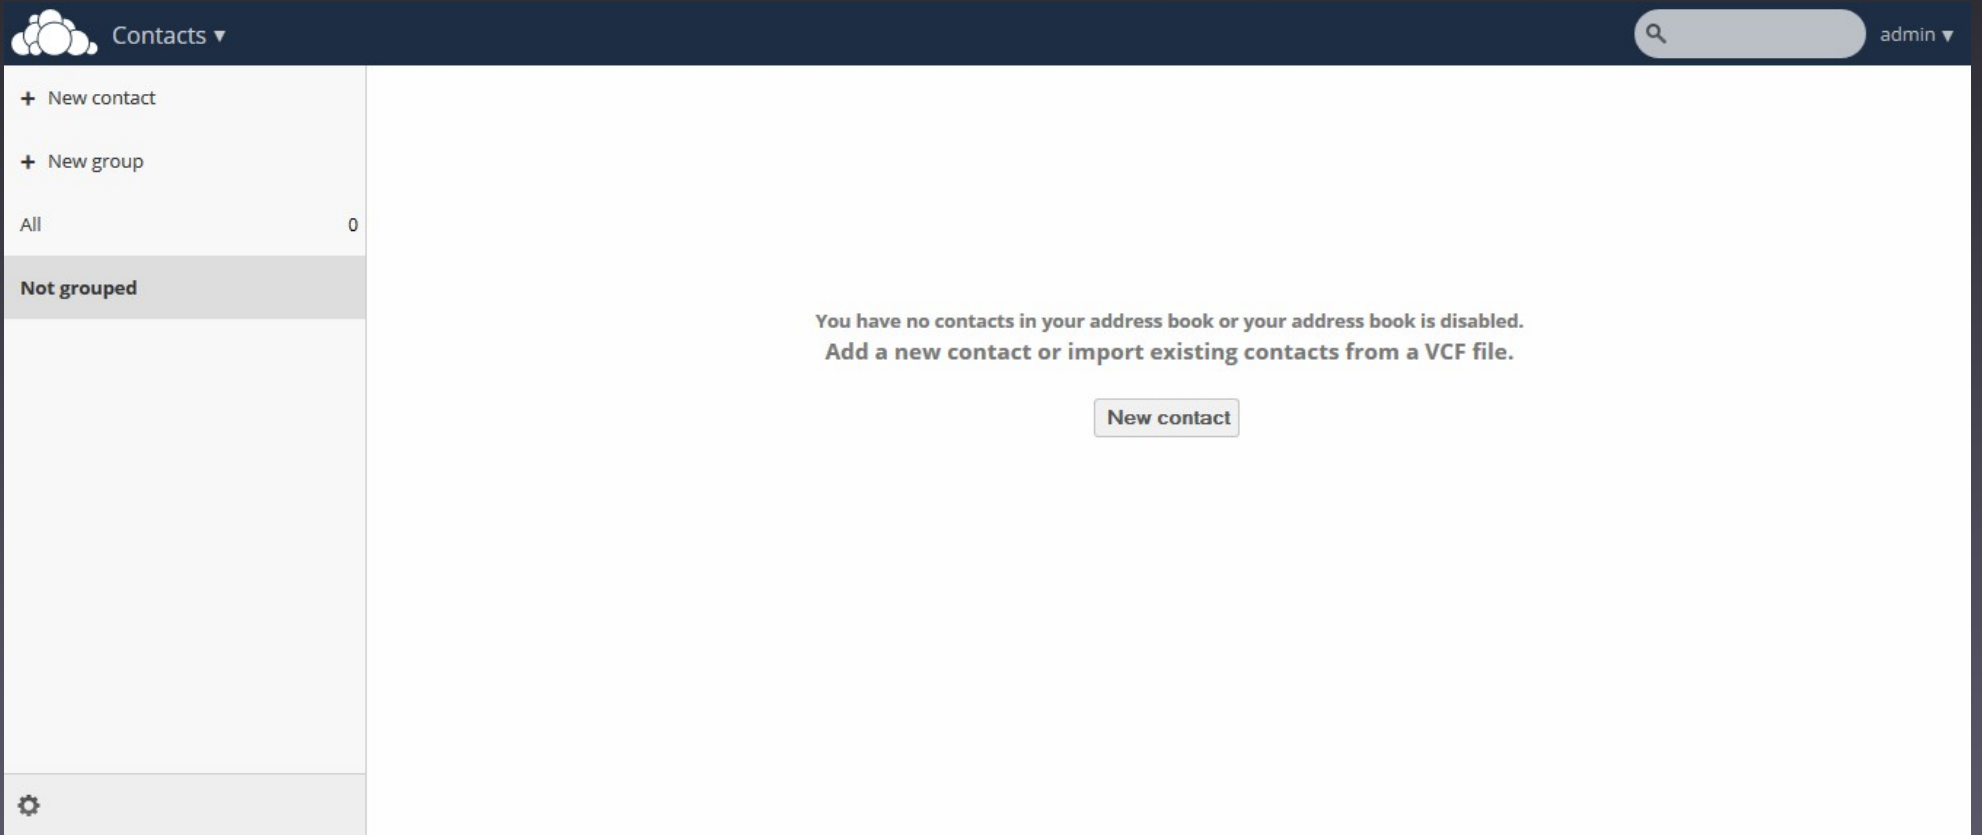 Contacts ▾
admin ▾
+ New contact
+ New group
All 0
Not grouped
You have no contacts in your address book or your address book is disabled.
Add a new contact or import existing contacts from a VCF file.
New contact